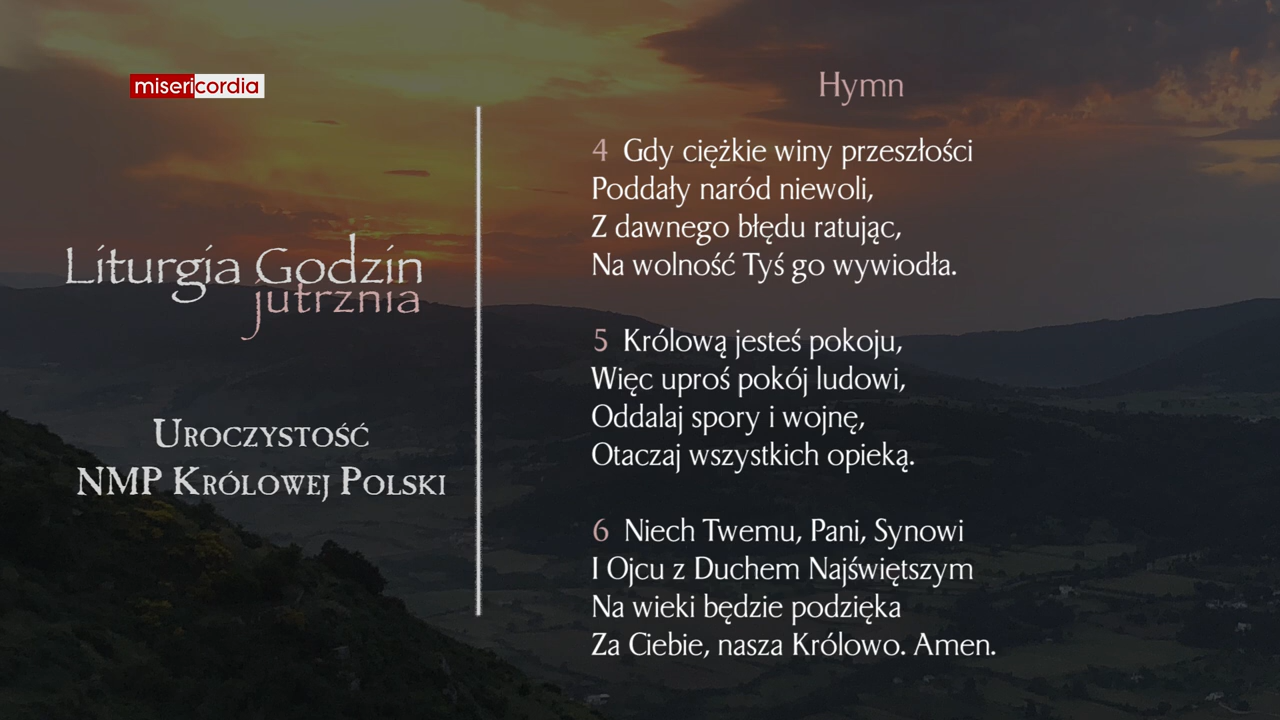 misericordia
Liturgia Godzin
jutrznia
Uroczystość
NMP Królowej Polski
Hymn
4 Gdy ciężkie winy przeszłości
Poddały naród niewoli,
Z dawnego błędu ratując,
Na wolność Tyś go wywiodła.
5 Królową jesteś pokoju,
Więc uproś pokój ludowi,
Oddalaj spory i wojnę,
Otaczaj wszystkich opieką.
6 Niech Twemu, Pani, Synowi
I Ojcu z Duchem Najświętszym
Na wieki będzie podzięka
Za Ciebie, nasza Królowo. Amen.